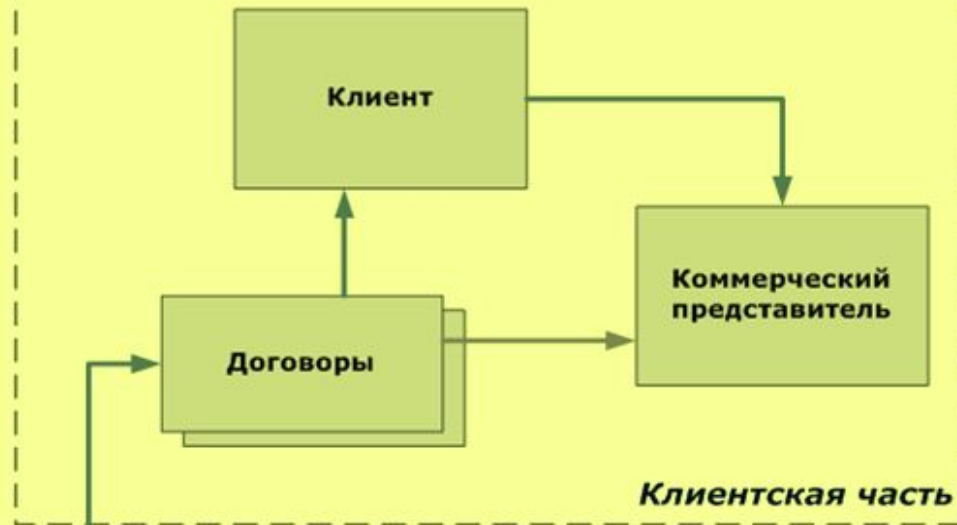 Клиент
Коммерческий
представитель
Договоры
Клиентская часть